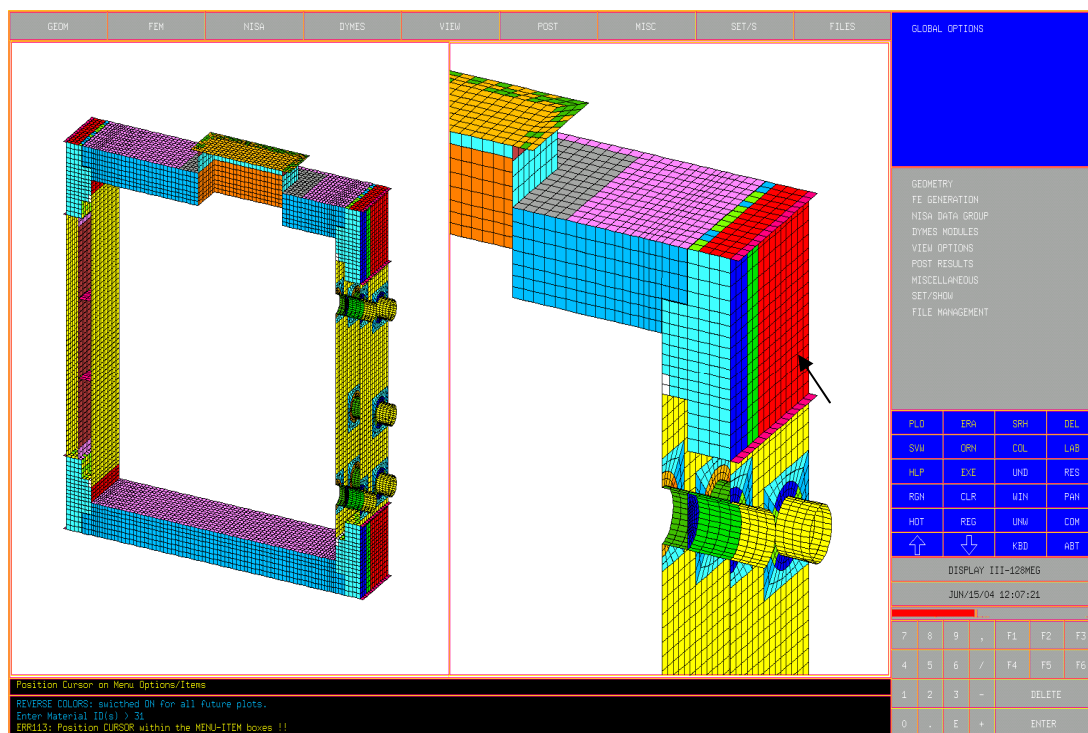 GEOM FEM NISA DYMES VIEW POST MISC SET/S FILES
GLOBAL OPTIONS
GEOMETRY
FE GENERATION
NISA DATA GROUP
DYMES MODULES
VIEW OPTIONS
POST RESULTS
MISCELLANEOUS
SET/SHOW
FILE MANAGEMENT
PLO ERA SRH DEL
SVW ORN COL LAB
HLP EXE UND RES
RGN CLR WIN PAN
HOT REG UNW COM
KBD ABT
DISPLAY III-128MEG
JUN/15/04 12:07:21
7 8 9 , F1 F2 F3
4 5 6 / F4 F5 F6
1 2 3 - DELETE
0 . E + ENTER
Position Cursor on Menu Options/Items
REVERSE COLORS: swicthed ON for all future plots.
Enter Material ID(s) > 31
ERR113: Position CURSOR within the MENU-ITEM boxes !!